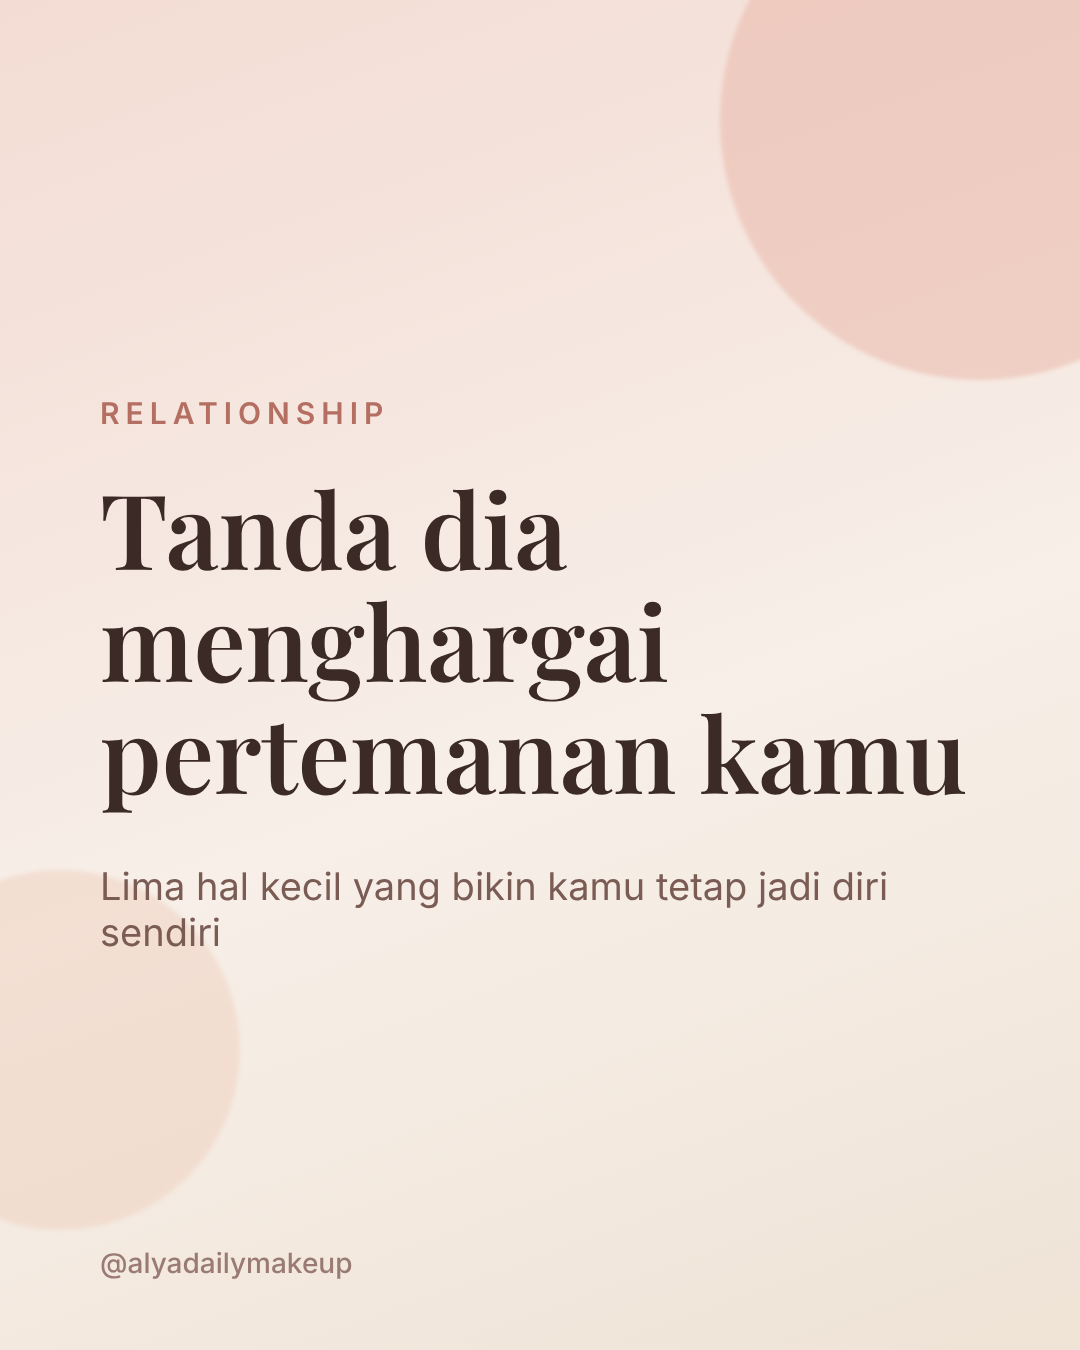 RELATIONSHIP
Tanda dia
menghargai
pertemanan kamu
Lima hal kecil yang bikin kamu tetap jadi diri
sendiri
@alyadailymakeup